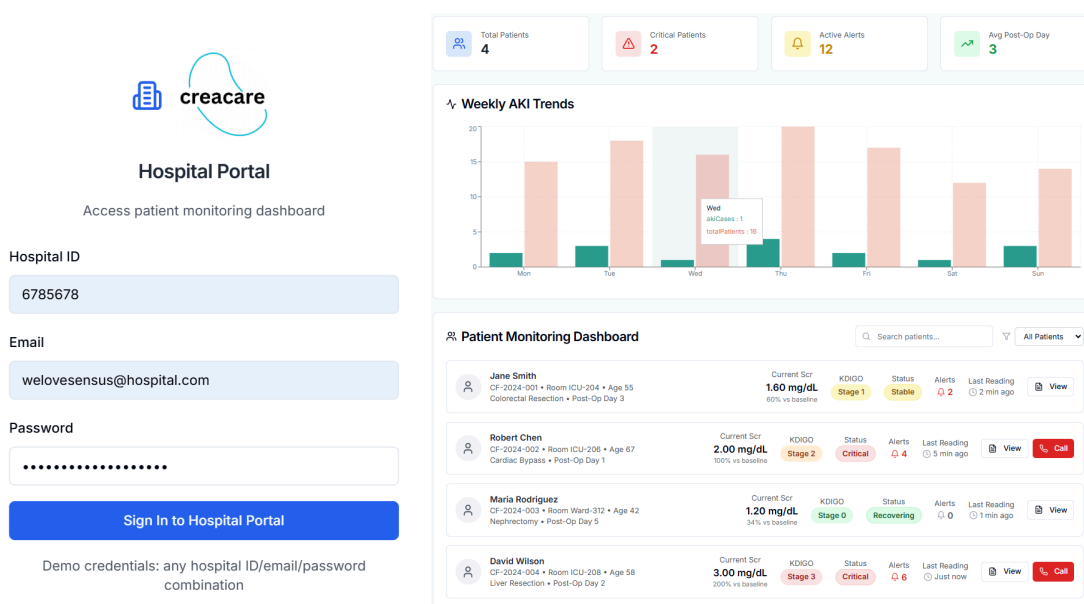 creacare
Hospital Portal
Access patient monitoring dashboard
Hospital ID
6785678
Email
welovesensus@hospital.com
Password
•••••••••••••••••••
Sign In to Hospital Portal
Demo credentials: any hospital ID/email/password
combination
Total Patients
4
Critical Patients
2
Active Alerts
12
Avg Post-Op Day
3
Weekly AKI Trends
20
15
10
5
0
Wed
akiCases : 1
totalPatients : 16
Mon Tue Wed Thu Fri Sat Sun
Patient Monitoring Dashboard
Search patients...
All Patients
Jane Smith
CF-2024-001 • Room ICU-204 • Age 55
Colorectal Resection • Post-Op Day 3
Current Scr
1.60 mg/dL
60% vs baseline
KDIGO
Stage 1
Status
Stable
Alerts
2
Last Reading
2 min ago
View
Robert Chen
CF-2024-002 • Room ICU-206 • Age 67
Cardiac Bypass • Post-Op Day 1
Current Scr
2.00 mg/dL
100% vs baseline
KDIGO
Stage 2
Status
Critical
Alerts
4
Last Reading
5 min ago
View
Call
Maria Rodriguez
CF-2024-003 • Room Ward-312 • Age 42
Nephrectomy • Post-Op Day 5
Current Scr
1.20 mg/dL
34% vs baseline
KDIGO
Stage 0
Status
Recovering
Alerts
0
Last Reading
1 min ago
View
David Wilson
CF-2024-004 • Room ICU-208 • Age 58
Liver Resection • Post-Op Day 2
Current Scr
3.00 mg/dL
200% vs baseline
KDIGO
Stage 3
Status
Critical
Alerts
6
Last Reading
Just now
View
Call